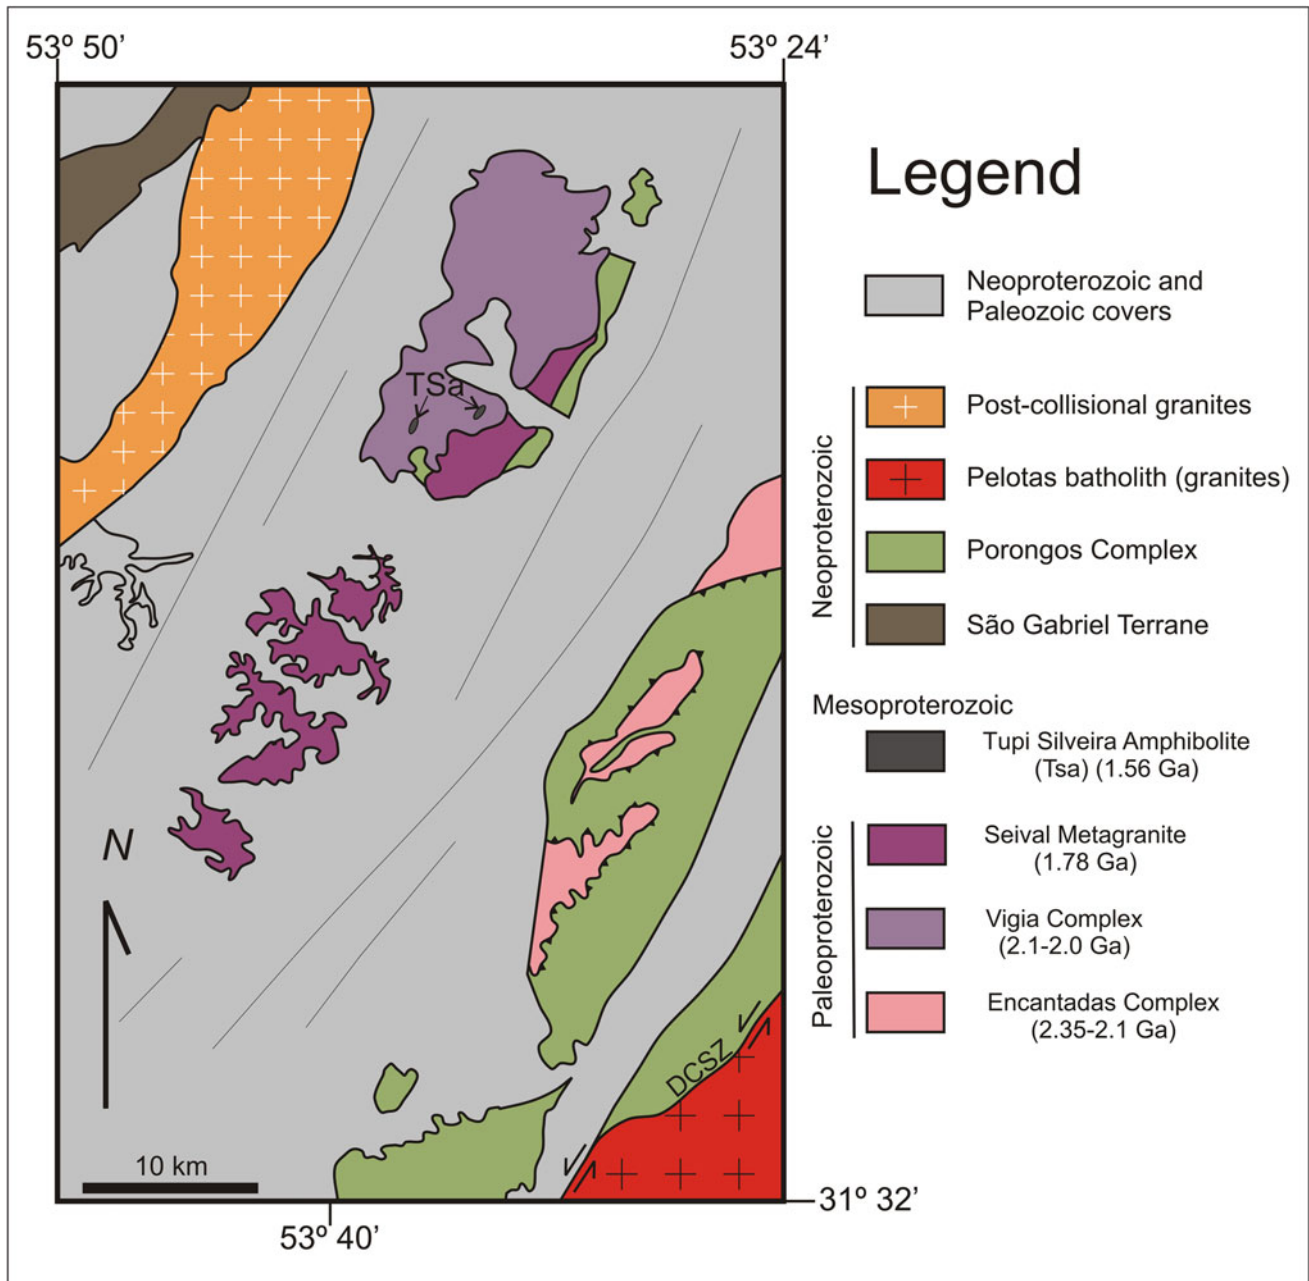 53º 50’
53º 24’
TSa
N
DCSZ
10 km
53º 40’
31º 32’
Legend
Neoproterozoic and
Paleozoic covers
Neoproterozoic
Post-collisional granites
Pelotas batholith (granites)
Porongos Complex
São Gabriel Terrane
Mesoproterozoic
Tupi Silveira Amphibolite
(Tsa) (1.56 Ga)
Paleoproterozoic
Seival Metagranite
(1.78 Ga)
Vigia Complex
(2.1-2.0 Ga)
Encantadas Complex
(2.35-2.1 Ga)